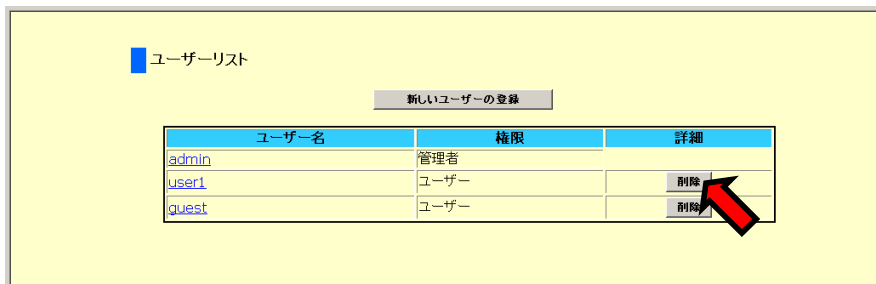 ユーザーリスト
新しいユーザーの登録
ユーザー名 権限 詳細
admin 管理者
user1 ユーザー 削除
guest ユーザー 削除